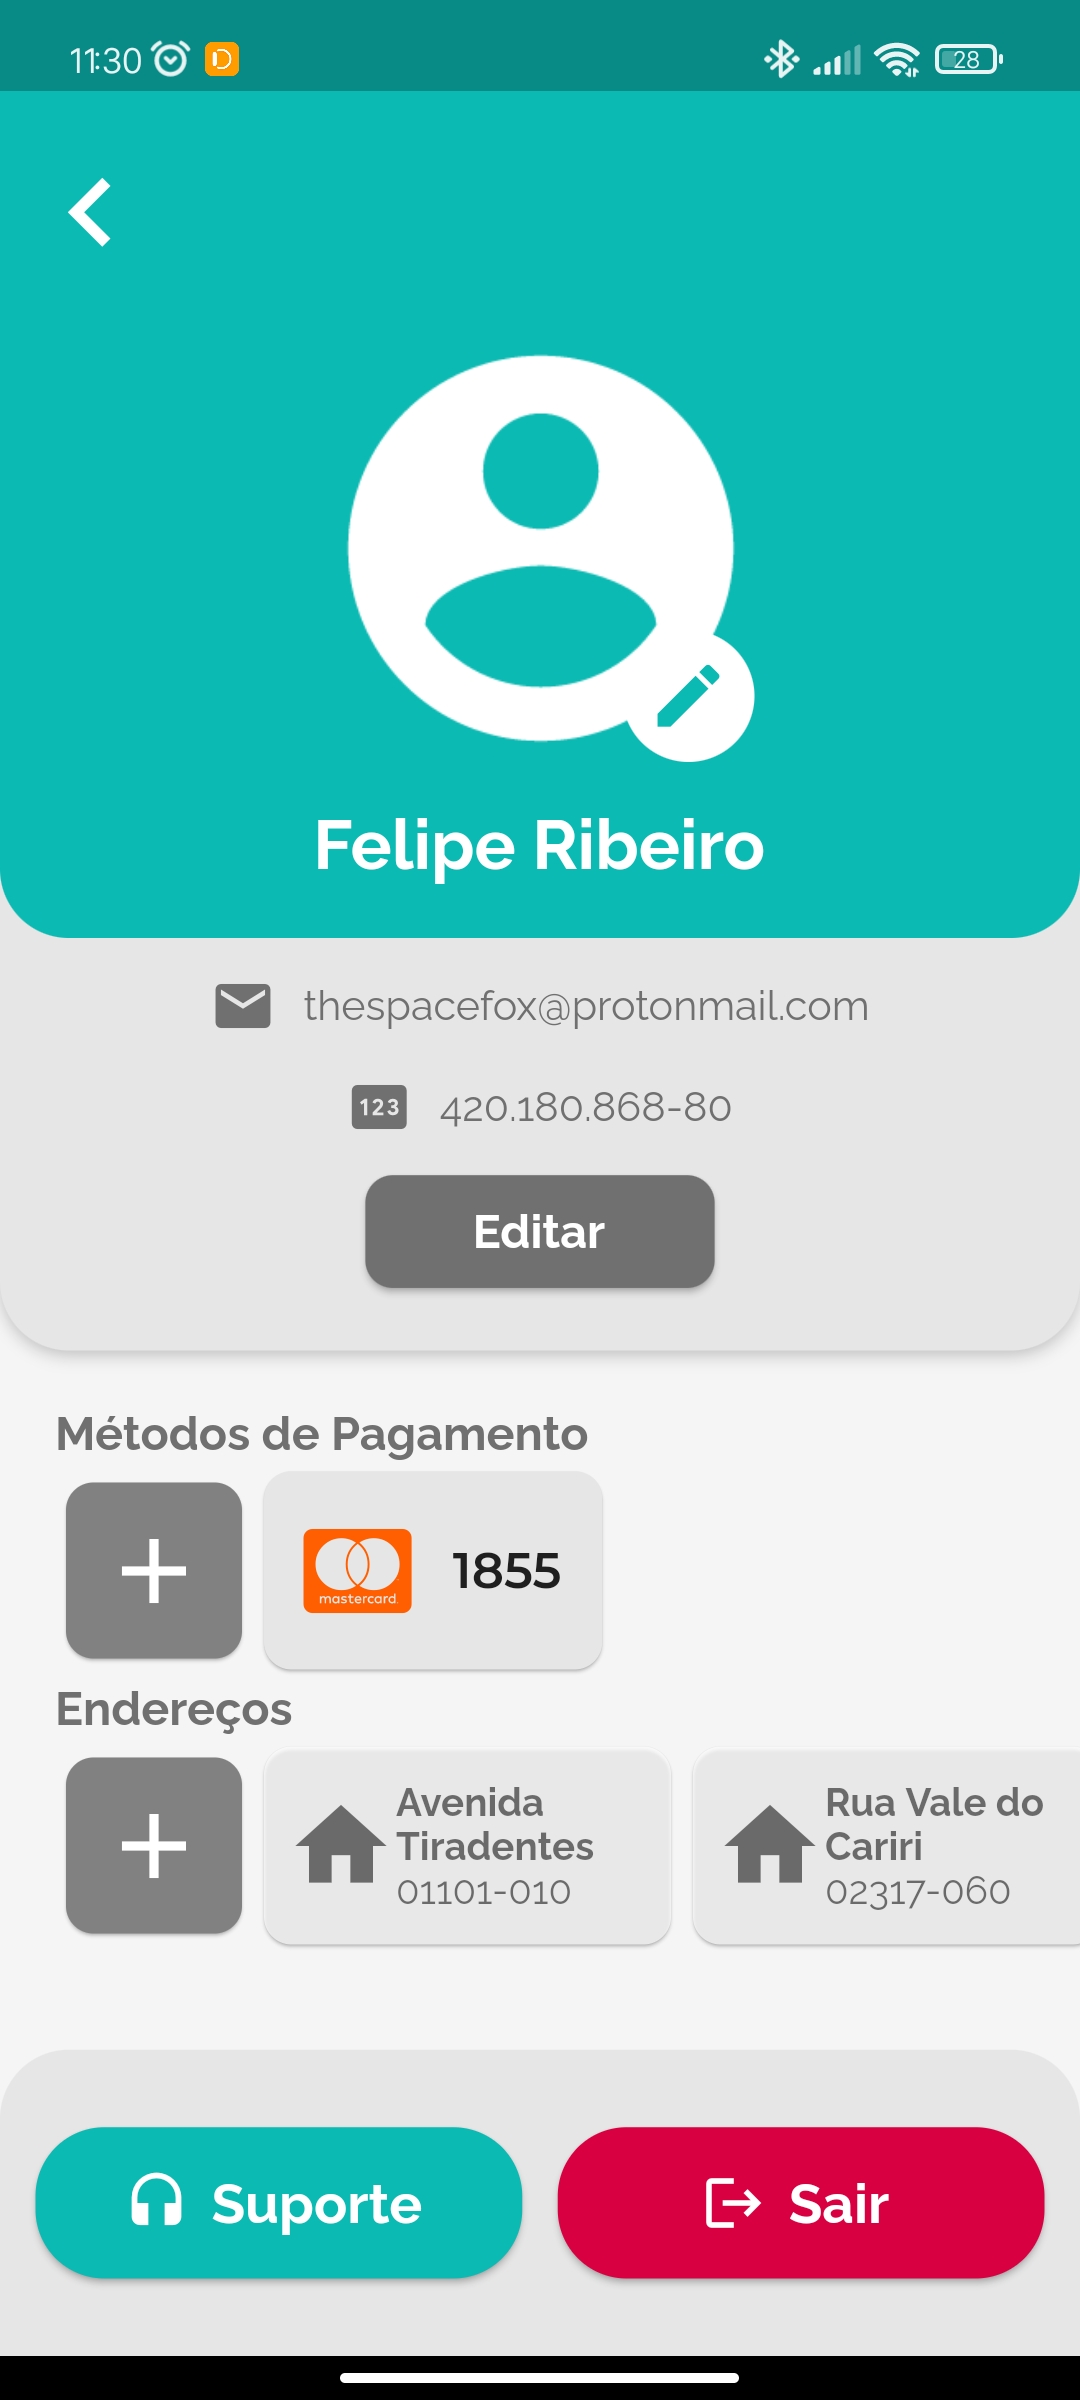 11:30
28
Felipe Ribeiro
thespacefox@protonmail.com
123
420.180.868-80
Editar
Métodos de Pagamento
mastercard.
1855
Endereços
Avenida
Tiradentes
01101-010
Rua Vale do
Cariri
02317-060
Suporte
Sair